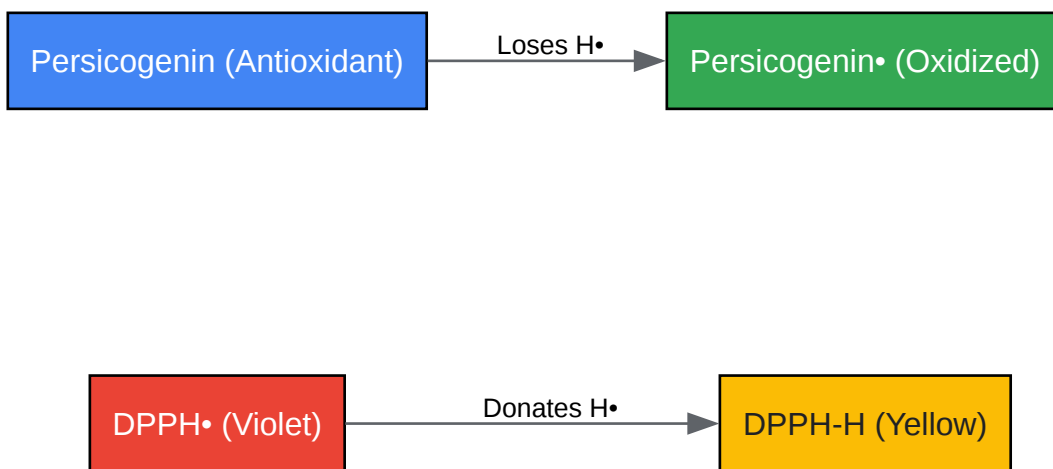 Persicogenin (Antioxidant)
Loses H•
Persicogenin• (Oxidized)
DPPH• (Violet)
Donates H•
DPPH-H (Yellow)